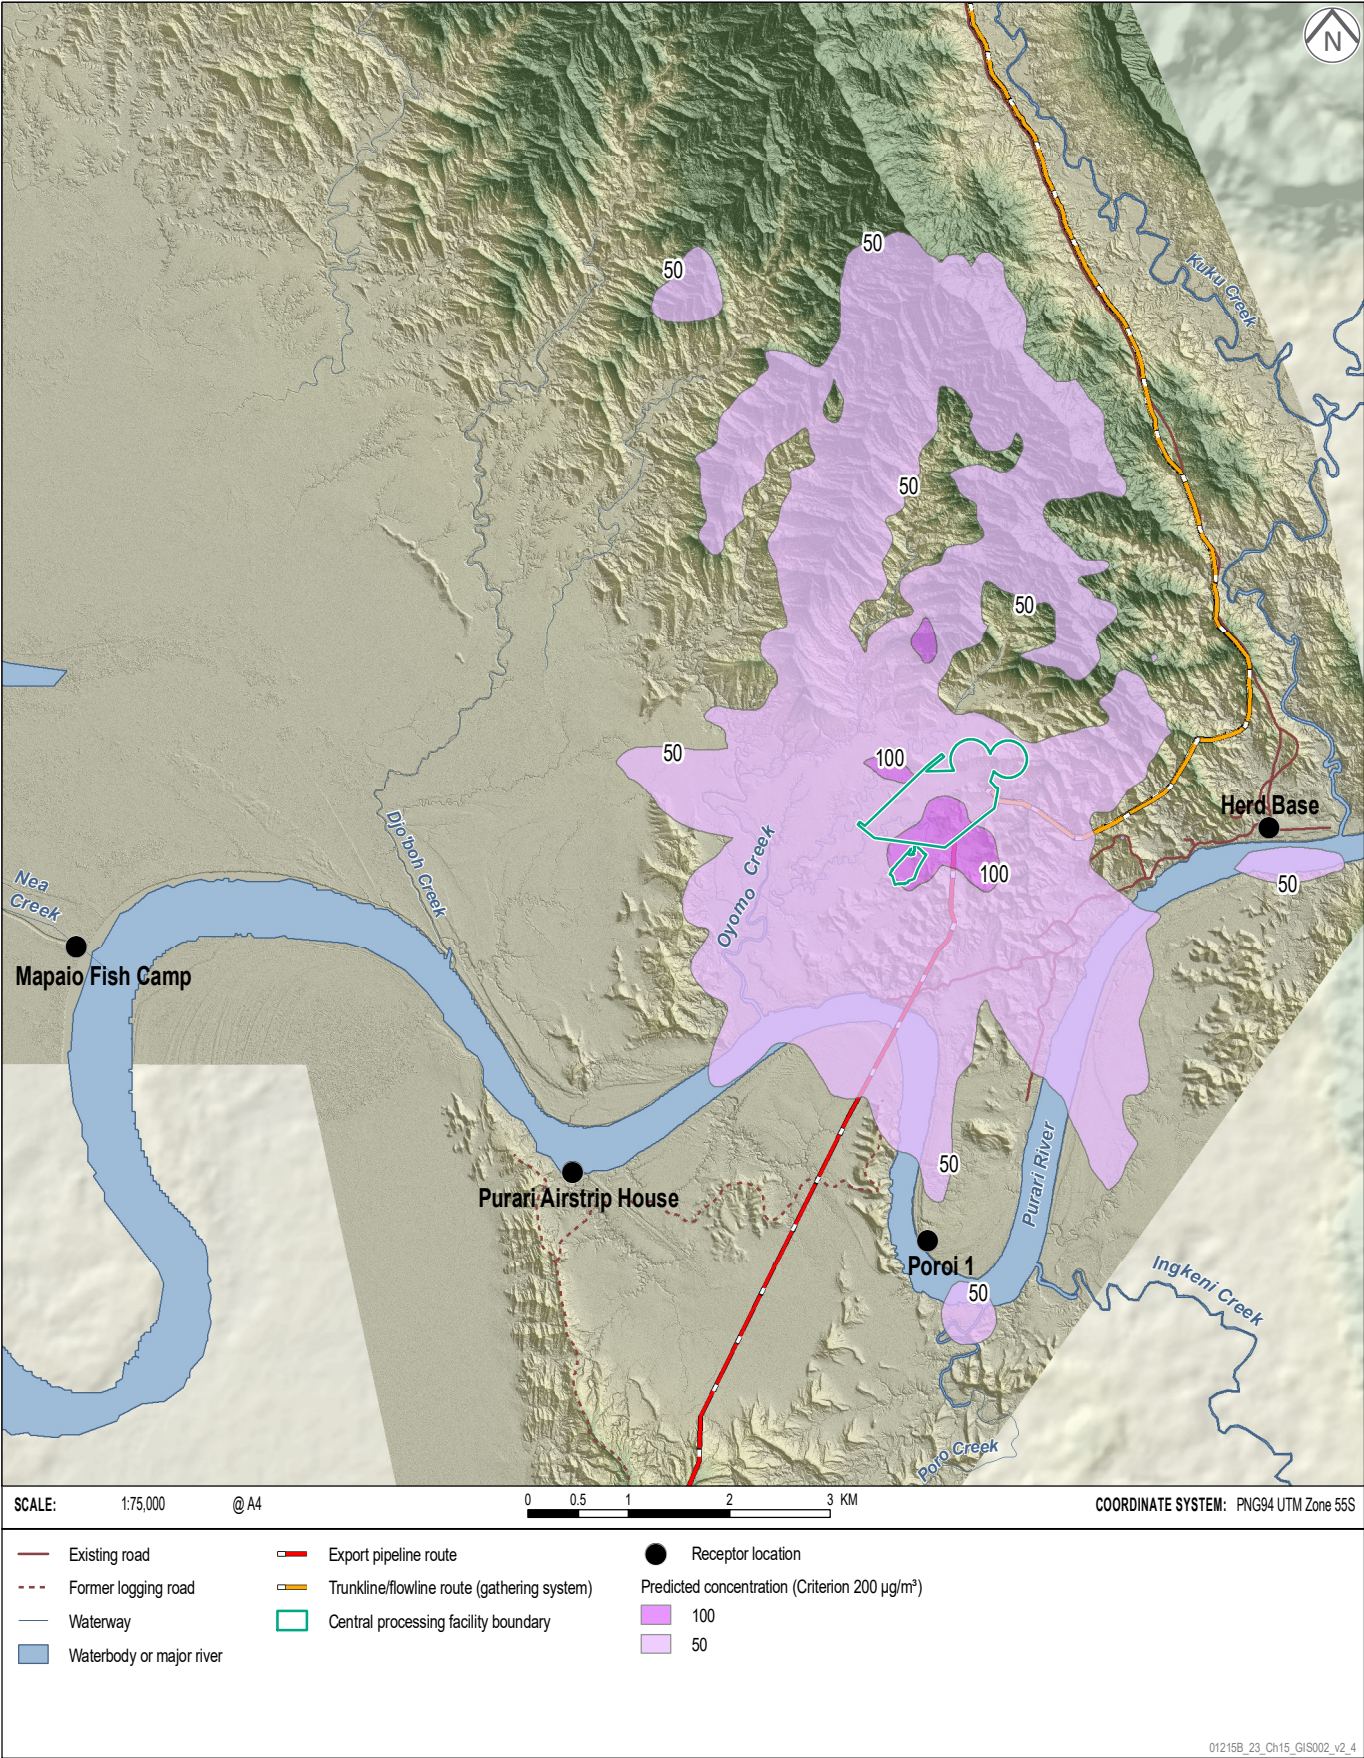 N
50
50
Kuku Creek
50
50
50
100
Herd Base
Djo'boh Creek
Oyomo Creek
100
50
Nea
Creek
Mapaio Fish Camp
50
Purari River
Purari Airstrip House
Poroi 1
Ingkeni Creek
50
Poro Creek
SCALE: 1:75,000 @ A4
0 0.5 1 2 3 KM
COORDINATE SYSTEM: PNG94 UTM Zone 55S
Existing road
Former logging road
Waterway
Waterbody or major river
Export pipeline route
Trunkline/flowline route (gathering system)
Central processing facility boundary
Receptor location
Predicted concentration (Criterion 200 µg/m³)
100
50
01215B_23_Ch15_GIS002_v2_4